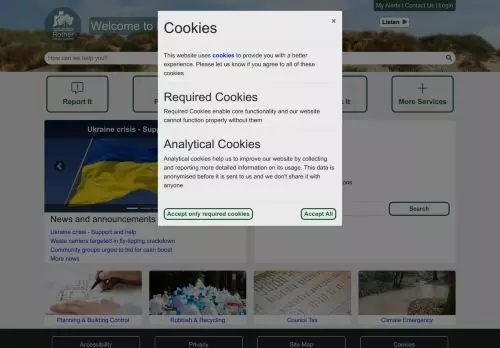 My Alerts | Contact Us | Login
Rother
Welcome to
Listen
How can we help you?
Report It
It
More Services
×
Cookies
This website uses cookies to provide you with a better
experience. Please let us know if you agree to all of these
cookies
Required Cookies
Required Cookies enable core functionality and our website
cannot function properly without them
Analytical Cookies
Analytical cookies help us to improve our website by collecting
and reporting more detailed information on its usage. This data is
anonymised before it is sent to us and we don't share it with
anyone
Accept only required cookies
Accept All
Ukraine crisis - Supp
News and announcements
Ukraine crisis - Support and help
Waste carriers targeted in fly-tipping crackdown
Community groups urged to bid for cash boost
More news
Search
Planning & Building Control
Rubbish & Recycling
Council Tax
Climate Emergency
Accessibility
Privacy
Site Map
Cookies